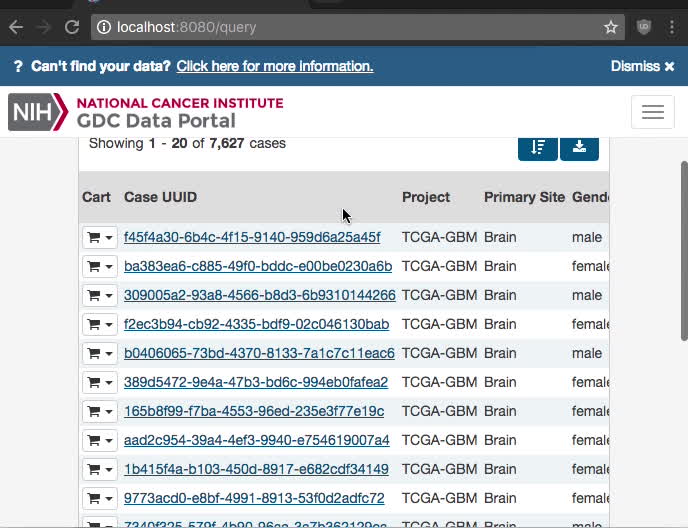 localhost:8080/query
? Can't find your data? Click here for more information. Dismiss ×
NIH NATIONAL CANCER INSTITUTE
GDC Data Portal
Showing 1 - 20 of 7,627 cases
Cart Case UUID Project Primary Site Gende
f45f4a30-6b4c-4f15-9140-959d6a25a45f TCGA-GBM Brain male
ba383ea6-c885-49f0-bddc-e00be0230a6b TCGA-GBM Brain female
309005a2-93a8-4566-b8d3-6b9310144266 TCGA-GBM Brain male
f2ec3b94-cb92-4335-bdf9-02c046130bab TCGA-GBM Brain female
b0406065-73bd-4370-8133-7a1c7c11eac6 TCGA-GBM Brain male
389d5472-9e4a-47b3-bd6c-994eb0fafea2 TCGA-GBM Brain female
165b8f99-f7ba-4553-96ed-235e3f77e19c TCGA-GBM Brain female
aad2c954-39a4-4ef3-9940-e754619007a4 TCGA-GBM Brain female
1b415f4a-b103-450d-8917-e682cdf34149 TCGA-GBM Brain female
9773acd0-e8bf-4991-8913-53f0d2adfc72 TCGA-GBM Brain female
TCGA-GBM Brain female